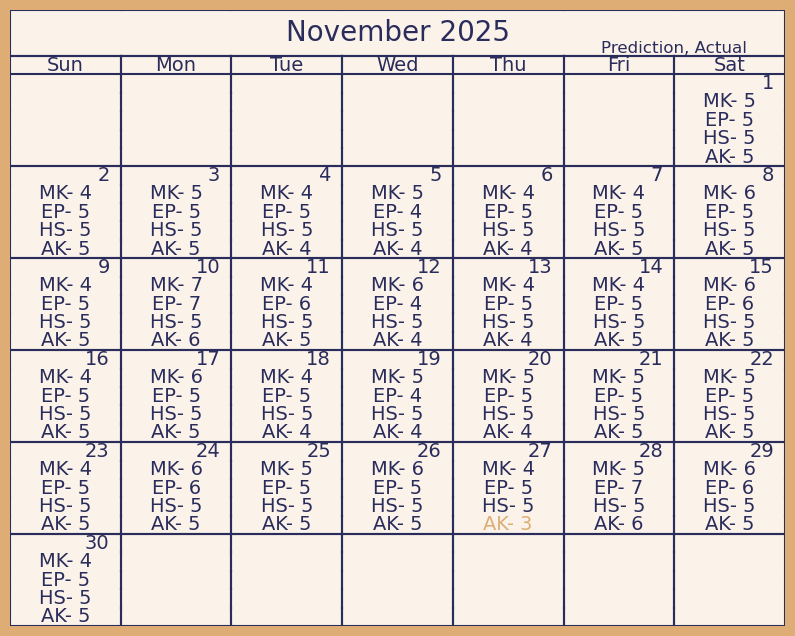 November 2025
Prediction, Actual
Sun Mon Tue Wed Thu Fri Sat
1
MK- 5
EP- 5
HS- 5
AK- 5
2 3 4 5 6 7 8
MK- 4 MK- 5 MK- 4 MK- 5 MK- 4 MK- 4 MK- 6
EP- 5 EP- 5 EP- 5 EP- 4 EP- 5 EP- 5 EP- 5
HS- 5 HS- 5 HS- 5 HS- 5 HS- 5 HS- 5 HS- 5
AK- 5 AK- 5 AK- 4 AK- 4 AK- 4 AK- 5 AK- 5
9 10 11 12 13 14 15
MK- 4 MK- 7 MK- 4 MK- 6 MK- 4 MK- 4 MK- 6
EP- 5 EP- 7 EP- 6 EP- 4 EP- 5 EP- 5 EP- 6
HS- 5 HS- 5 HS- 5 HS- 5 HS- 5 HS- 5 HS- 5
AK- 5 AK- 6 AK- 5 AK- 4 AK- 4 AK- 5 AK- 5
16 17 18 19 20 21 22
MK- 4 MK- 6 MK- 4 MK- 5 MK- 5 MK- 5 MK- 5
EP- 5 EP- 5 EP- 5 EP- 4 EP- 5 EP- 5 EP- 5
HS- 5 HS- 5 HS- 5 HS- 5 HS- 5 HS- 5 HS- 5
AK- 5 AK- 5 AK- 4 AK- 4 AK- 4 AK- 5 AK- 5
23 24 25 26 27 28 29
MK- 4 MK- 6 MK- 5 MK- 6 MK- 4 MK- 5 MK- 6
EP- 5 EP- 6 EP- 5 EP- 5 EP- 5 EP- 7 EP- 6
HS- 5 HS- 5 HS- 5 HS- 5 HS- 5 HS- 5 HS- 5
AK- 5 AK- 5 AK- 5 AK- 5 AK- 3 AK- 6 AK- 5
30
MK- 4
EP- 5
HS- 5
AK- 5